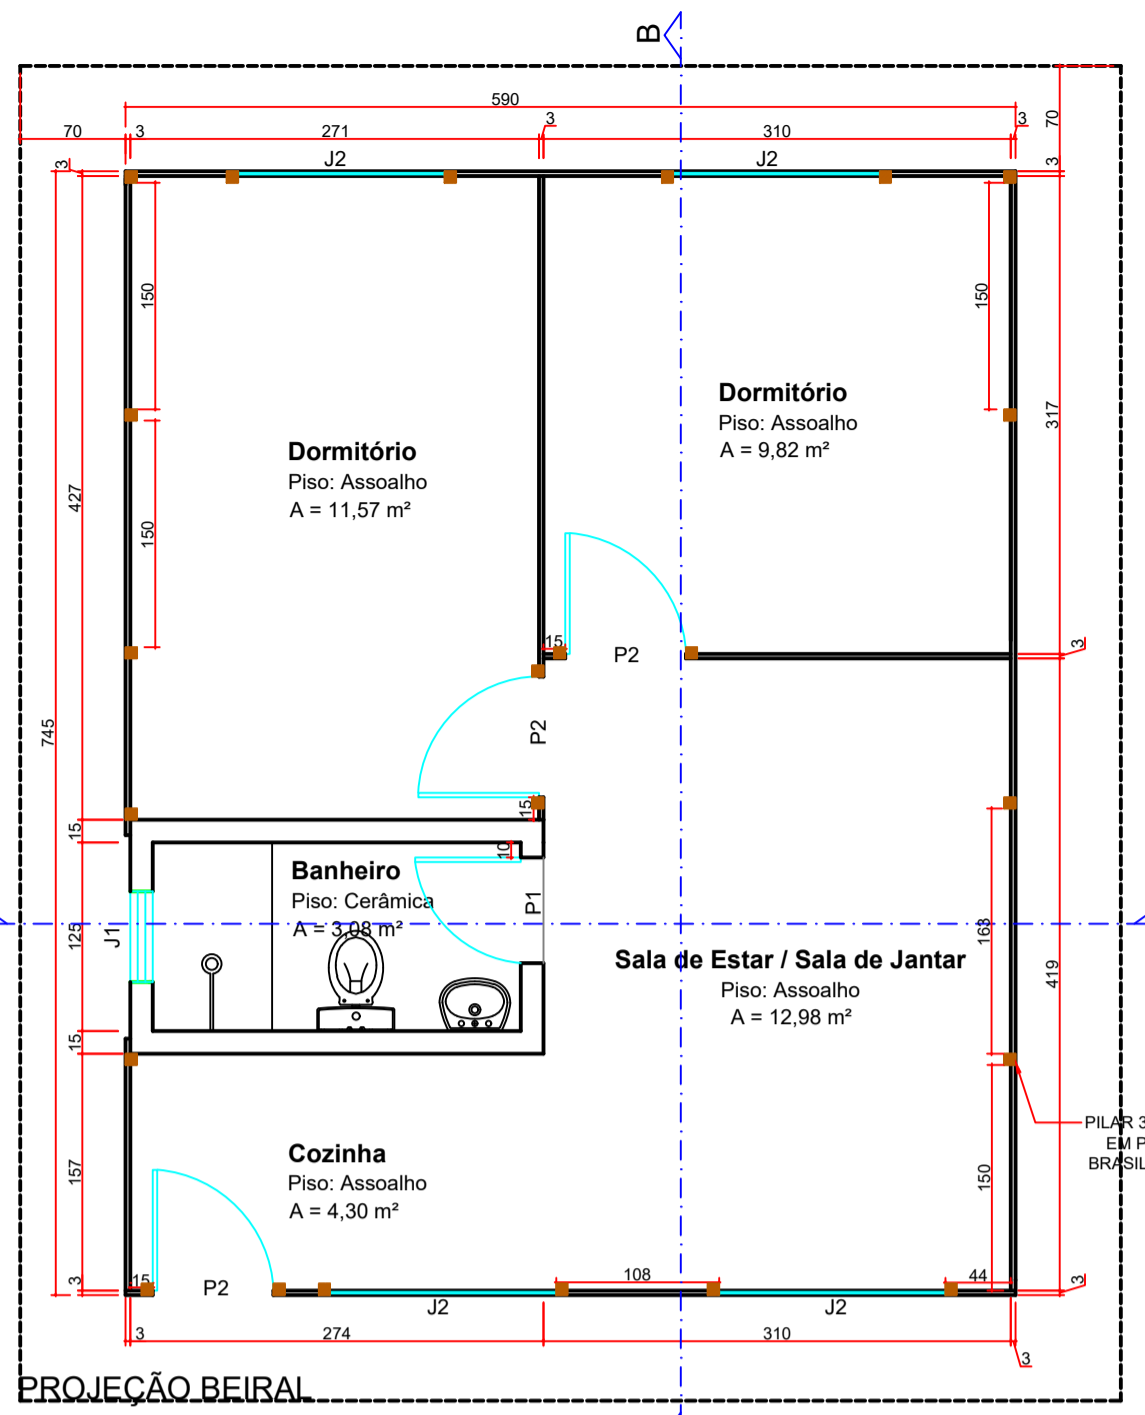 B
590
70
3
271
3
310
3
70
3
3
J2
J2
150
150
Dormitório
Piso: Assoalho
A = 9,82 m²
317
427
Dormitório
Piso: Assoalho
A = 11,57 m²
150
15
P2
3
745
P2
15
15
10
Banheiro
Piso: Cerâmica
A = 3,08 m²
P1
J1
125
163
Sala de Estar / Sala de Jantar
Piso: Assoalho
A = 12,98 m²
419
15
PILAR 3
EM P
BRASIL
157
Cozinha
Piso: Assoalho
A = 4,30 m²
150
3
15
P2
108
44
3
J2
J2
3
274
310
3
PROJEÇÃO BEIRAL